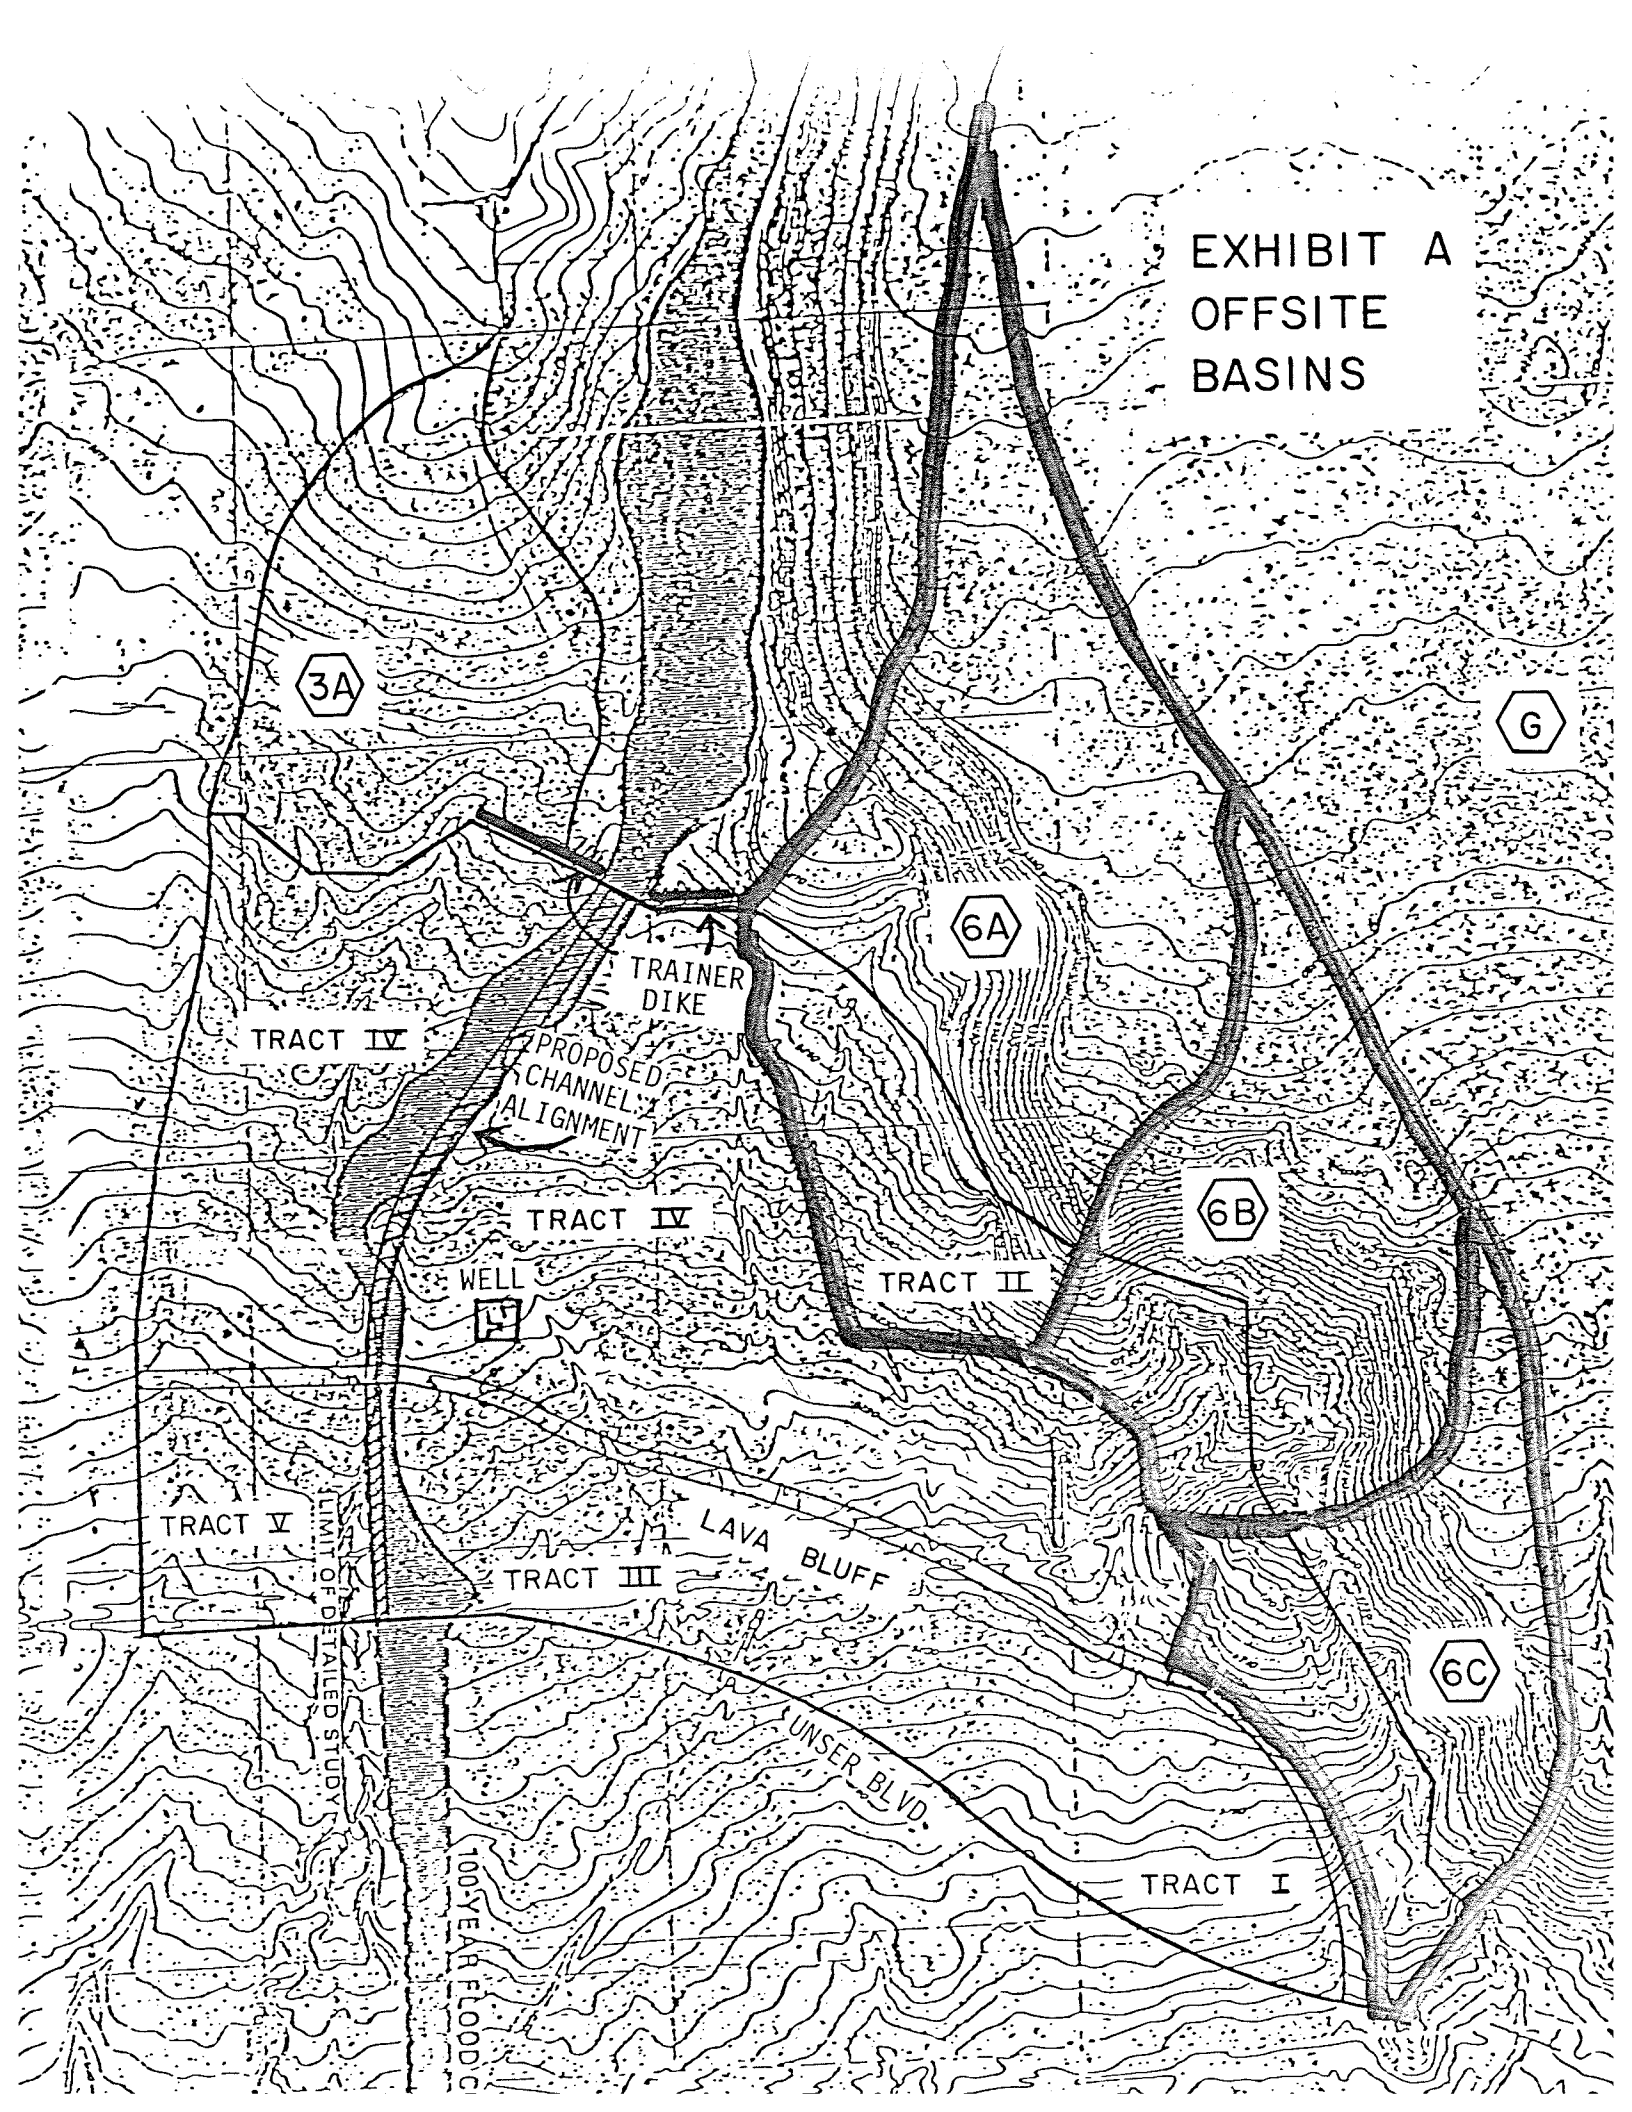 EXHIBIT A
OFFSITE
BASINS
3A
G
6A
TRAINER
DIKE
TRACT IV
PROPOSED
CHANNEL
ALIGNMENT
6B
TRACT IV
WELL
TRACT II
TRACT V
LIMIT OF DETAILED STUDY
LAVA BLUFF
TRACT III
6C
UNSER BLVD.
TRACT I
100 YEAR FLOOD